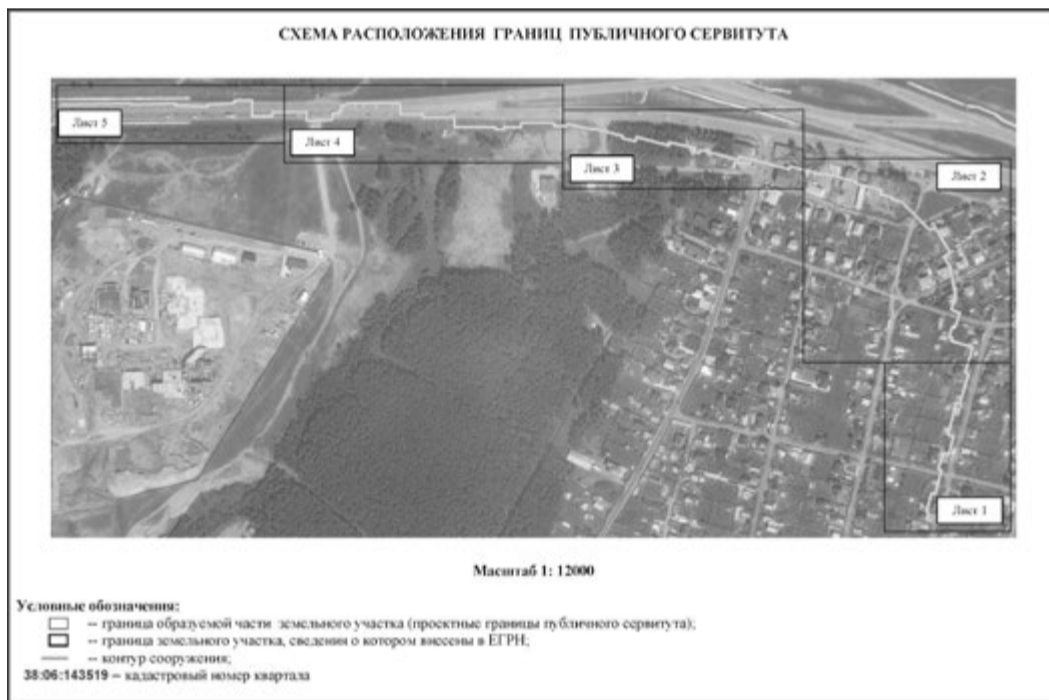 СХЕМА РАСПОЛОЖЕНИЯ ГРАНИЦ ПУБЛИЧНОГО СЕРВИТУТА
Лист 5
Лист 4
Лист 3
Лист 2
Лист 1
Масштаб 1: 12000
Условные обозначения:
– граница образуемой части земельного участка (проектные границы публичного сервитута);
– граница земельного участка, сведения о котором внесены в ЕГРН;
– контур сооружения;
38:06:143519 – кадастровый номер квартала